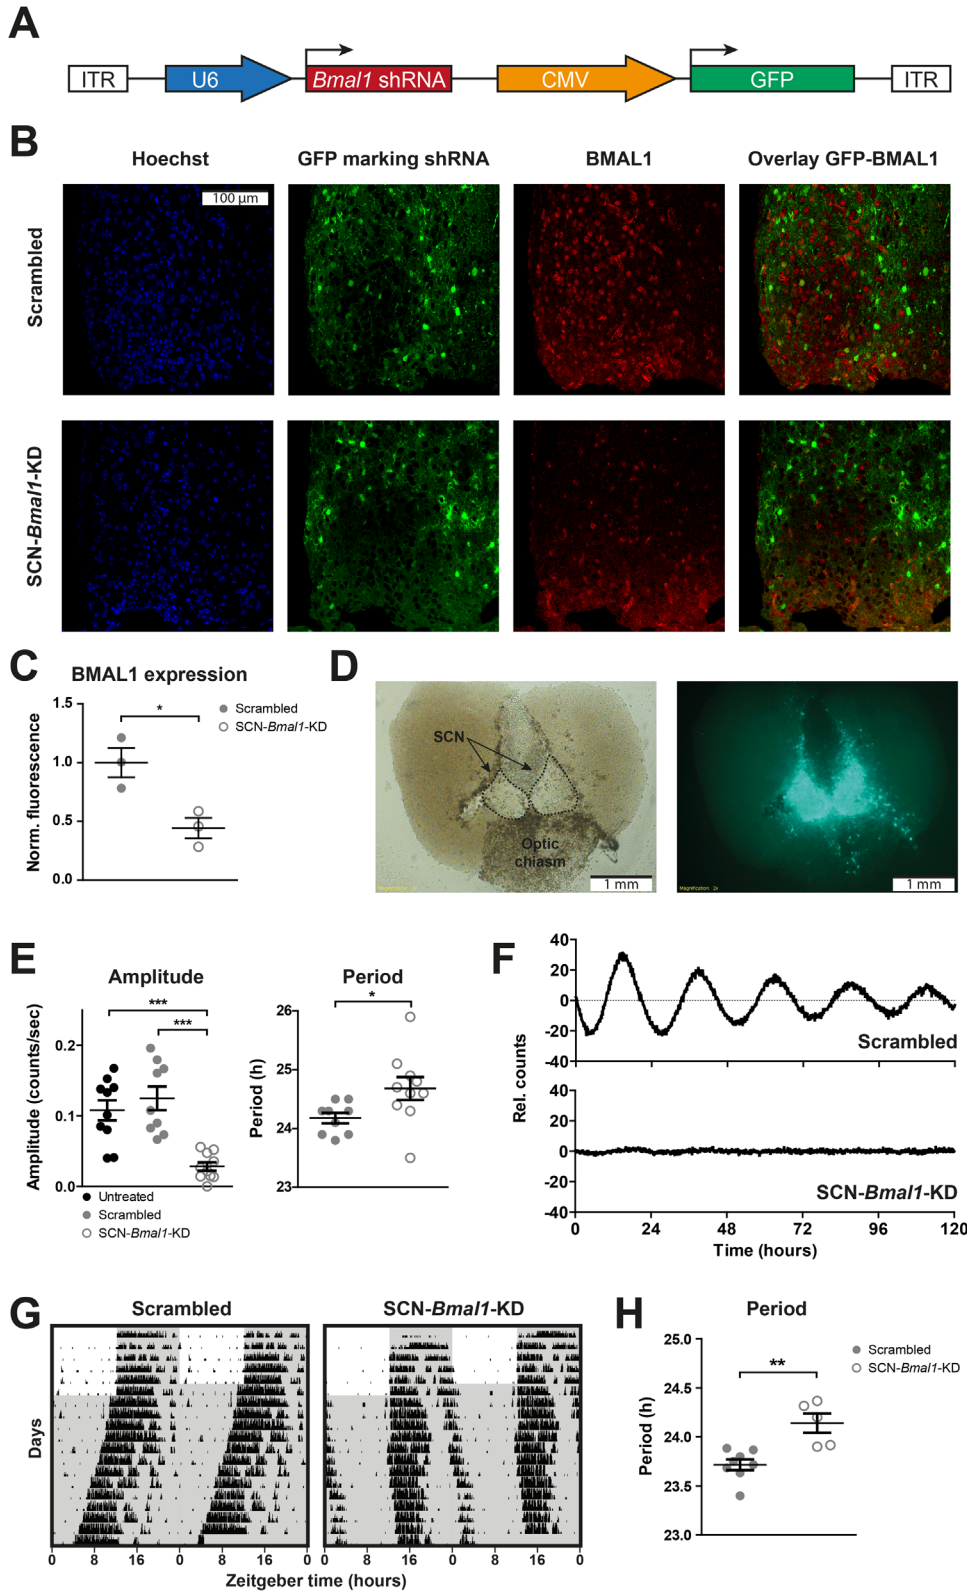 A
ITR U6 Bmal1 shRNA CMV GFP ITR
B
Hoechst GFP marking shRNA BMAL1 Overlay GFP-BMAL1
100 µm
Scrambled
SCN-Bmal1-KD
C
BMAL1 expression
Norm. fluorescence
1.5
1.0
0.5
0.0
*
Scrambled
SCN-Bmal1-KD
D
SCN
Optic
chiasm
1 mm
Magnification: 2x
1 mm
Magnification: 2x
E
Amplitude
Amplitude (counts/sec)
0.2
0.1
0.0
***
***
Untreated
Scrambled
SCN-Bmal1-KD
Period
Period (h)
26
25
24
23
*
F
Rel. counts
40
20
0
-20
-40
Scrambled
40
20
0
-20
-40
SCN-Bmal1-KD
0 24 48 72 96 120
Time (hours)
G
Scrambled SCN-Bmal1-KD
Days
0 8 16 0 8 16 0 0 8 16 0 8 16 0
Zeitgeber time (hours)
H
Period
Period (h)
25.0
24.5
24.0
23.5
23.0
**
Scrambled
SCN-Bmal1-KD